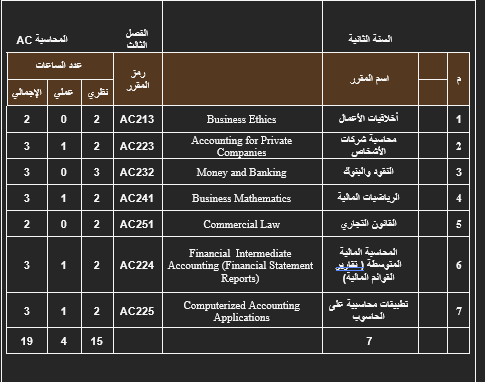 السنة الثانية
الفصل الثالث
المحاسبة AC
م
اسم المقرر
رمز المقرر
عدد الساعات
نظري
عملي
الإجمالي
1 أخلاقيات الأعمال Business Ethics AC213 2 0 2
2 محاسبة شركات الأشخاص Accounting for Private Companies AC223 2 1 3
3 النقود والبنوك Money and Banking AC232 3 0 3
4 الرياضيات المالية Business Mathematics AC241 2 1 3
5 القانون التجاري Commercial Law AC251 2 0 2
6 المحاسبة المالية المتوسطة ( تقارير القوائم المالية) Financial Intermediate Accounting (Financial Statement Reports) AC224 2 1 3
7 تطبيقات محاسبية على الحاسوب Computerized Accounting Applications AC225 2 1 3
7 15 4 19